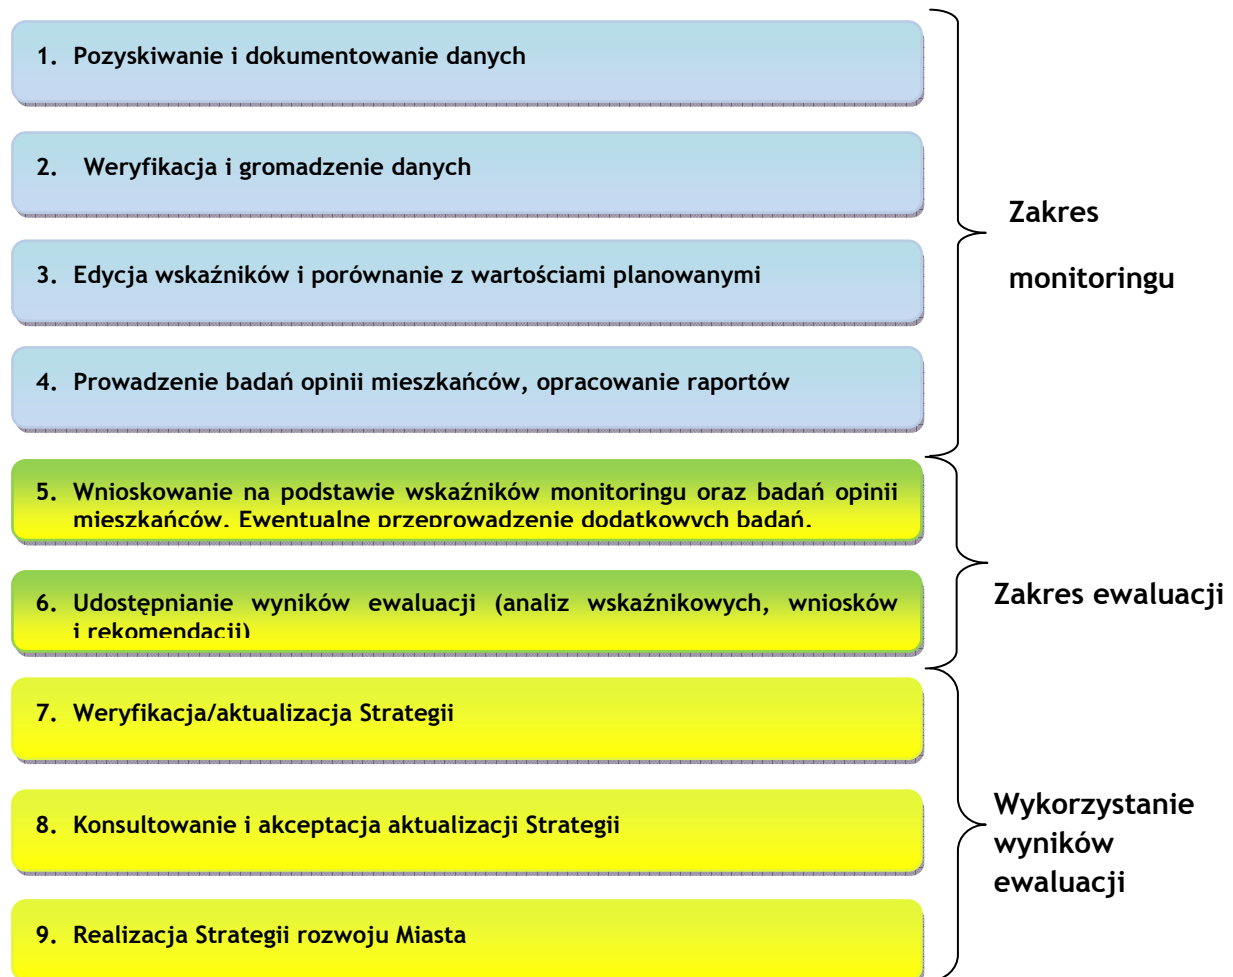 1. Pozyskiwanie i dokumentowanie danych
2. Weryfikacja i gromadzenie danych
3. Edycja wskaźników i porównanie z wartościami planowanymi
4. Prowadzenie badań opinii mieszkańców, opracowanie raportów
Zakres
monitoringu
5. Wnioskowanie na podstawie wskaźników monitoringu oraz badań opinii
mieszkańców. Ewentualne przeprowadzenie dodatkowych badań.
6. Udostępnianie wyników ewaluacji (analiz wskaźnikowych, wniosków
i rekomendacji)
Zakres ewaluacji
7. Weryfikacja/aktualizacja Strategii
8. Konsultowanie i akceptacja aktualizacji Strategii
9. Realizacja Strategii rozwoju Miasta
Wykorzystanie
wyników
ewaluacji